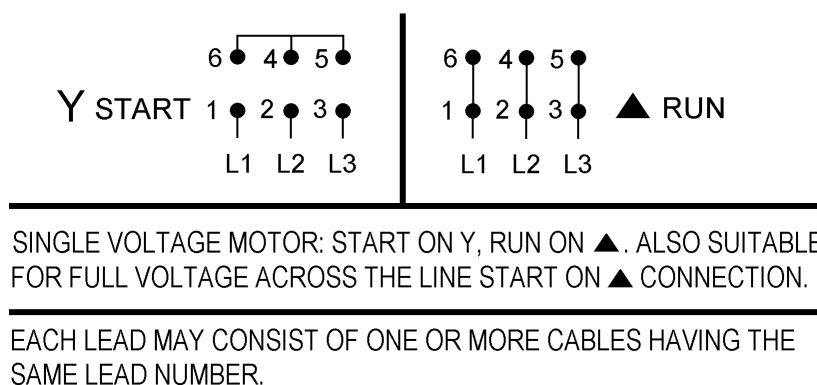 6 4 5 6 4 5
Y START 1 2 3 1 2 3 ▲ RUN
L1 L2 L3 L1 L2 L3
SINGLE VOLTAGE MOTOR: START ON Y, RUN ON ▲. ALSO SUITABLE
FOR FULL VOLTAGE ACROSS THE LINE START ON ▲ CONNECTION.
EACH LEAD MAY CONSIST OF ONE OR MORE CABLES HAVING THE
SAME LEAD NUMBER.